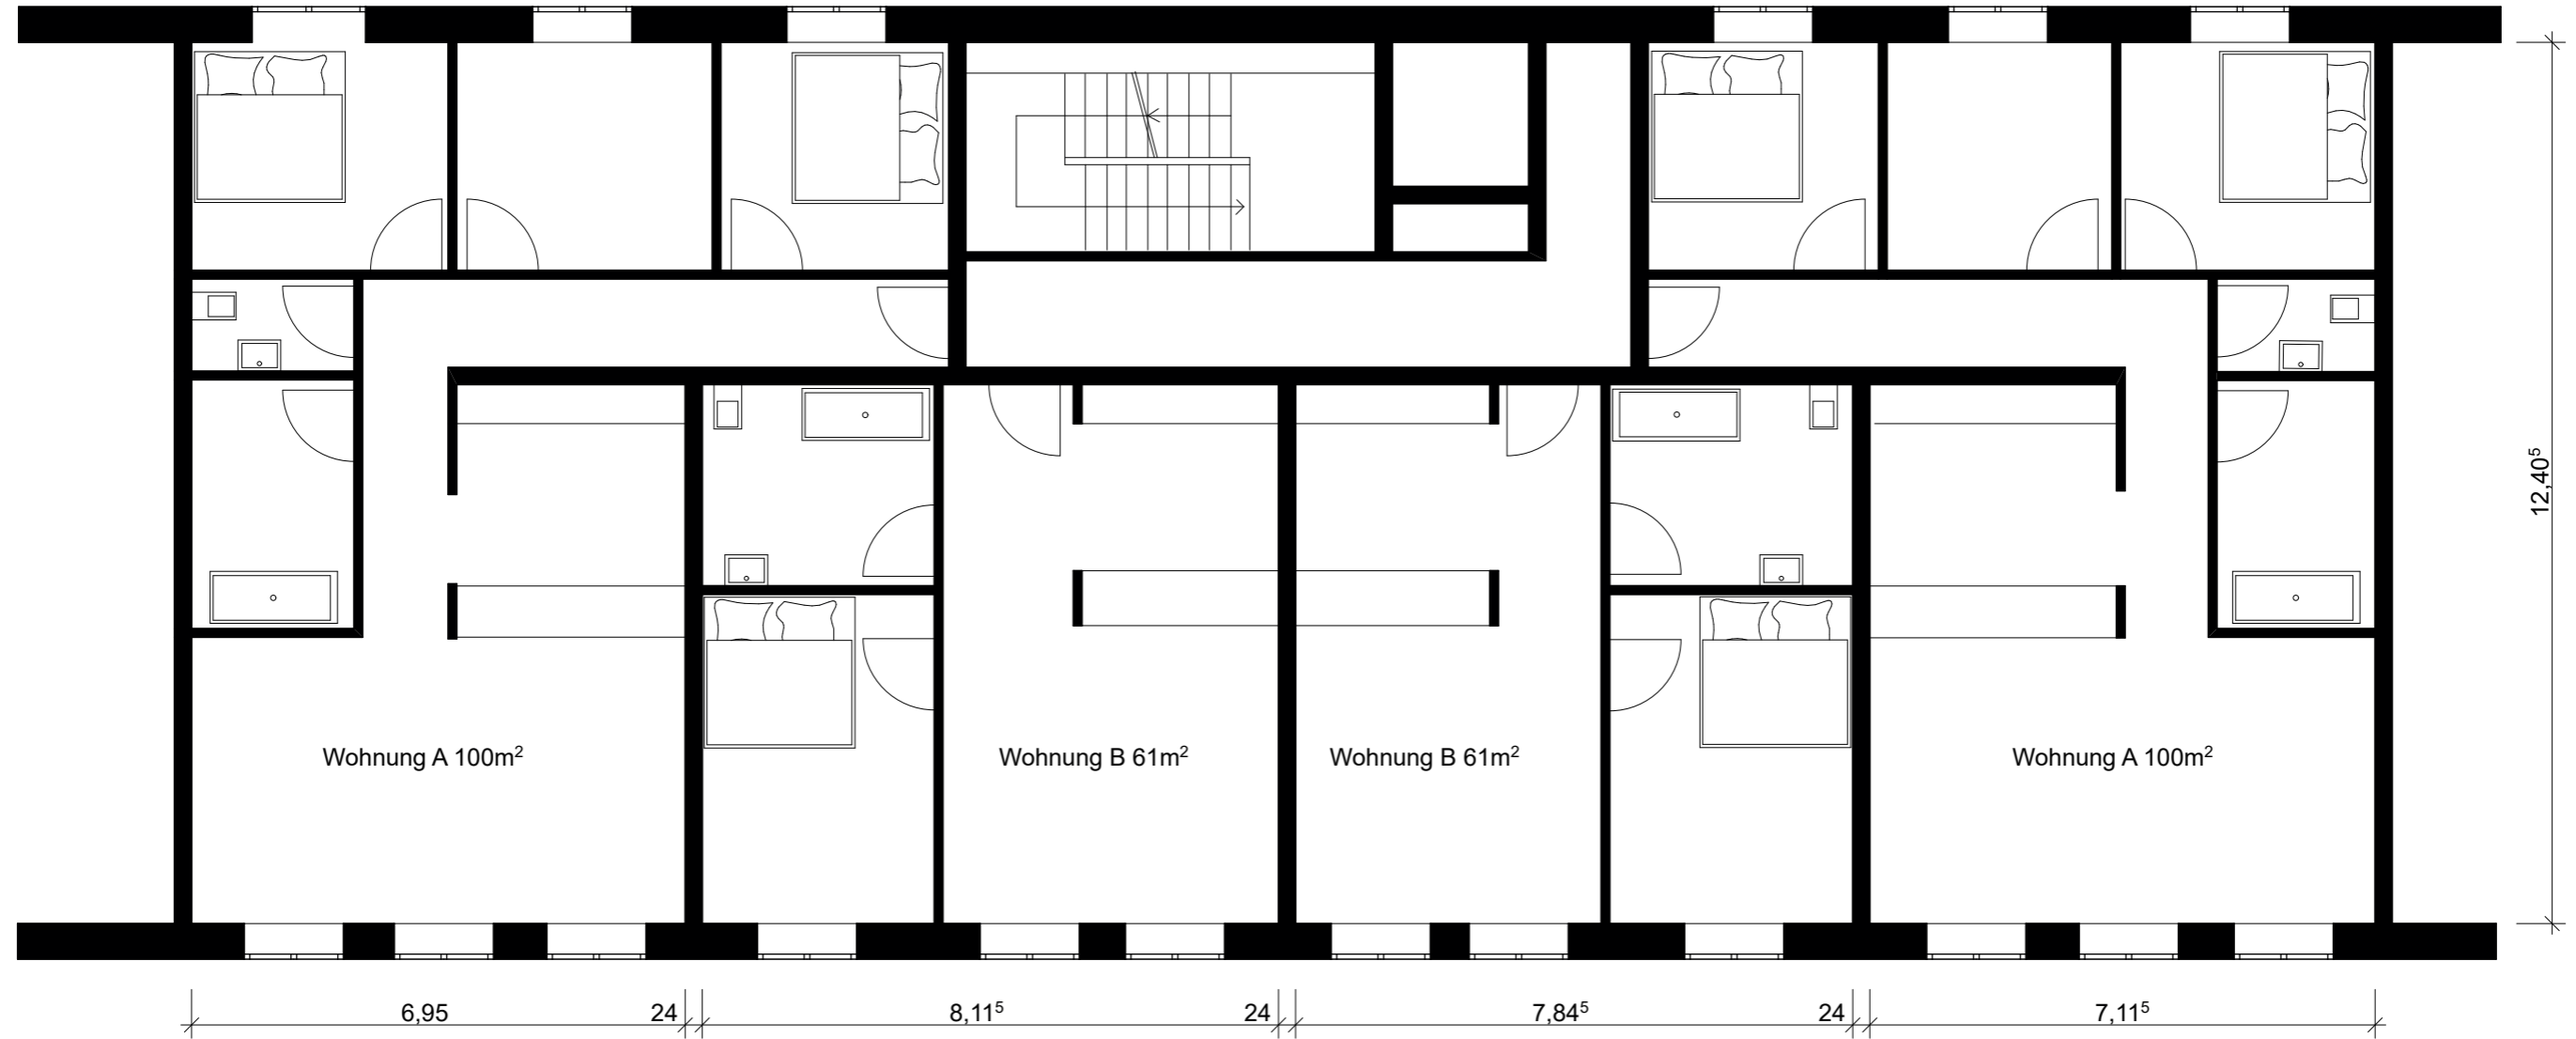 12,40⁵
Wohnung A 100m²
Wohnung B 61m²
Wohnung B 61m²
Wohnung A 100m²
6,95
24
8,11⁵
24
7,84⁵
24
7,11⁵